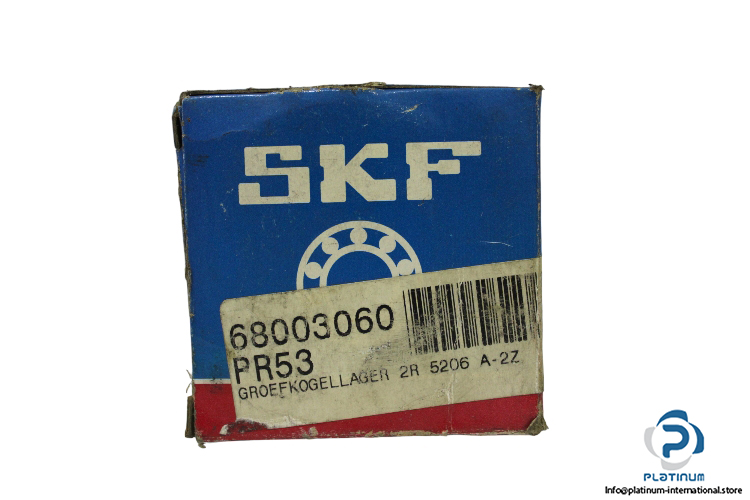 SKF
68003060
PR53
GROEFKOGELLAGER 2R 5206 A-2Z
PLATINUM
Info@platinum-international.store